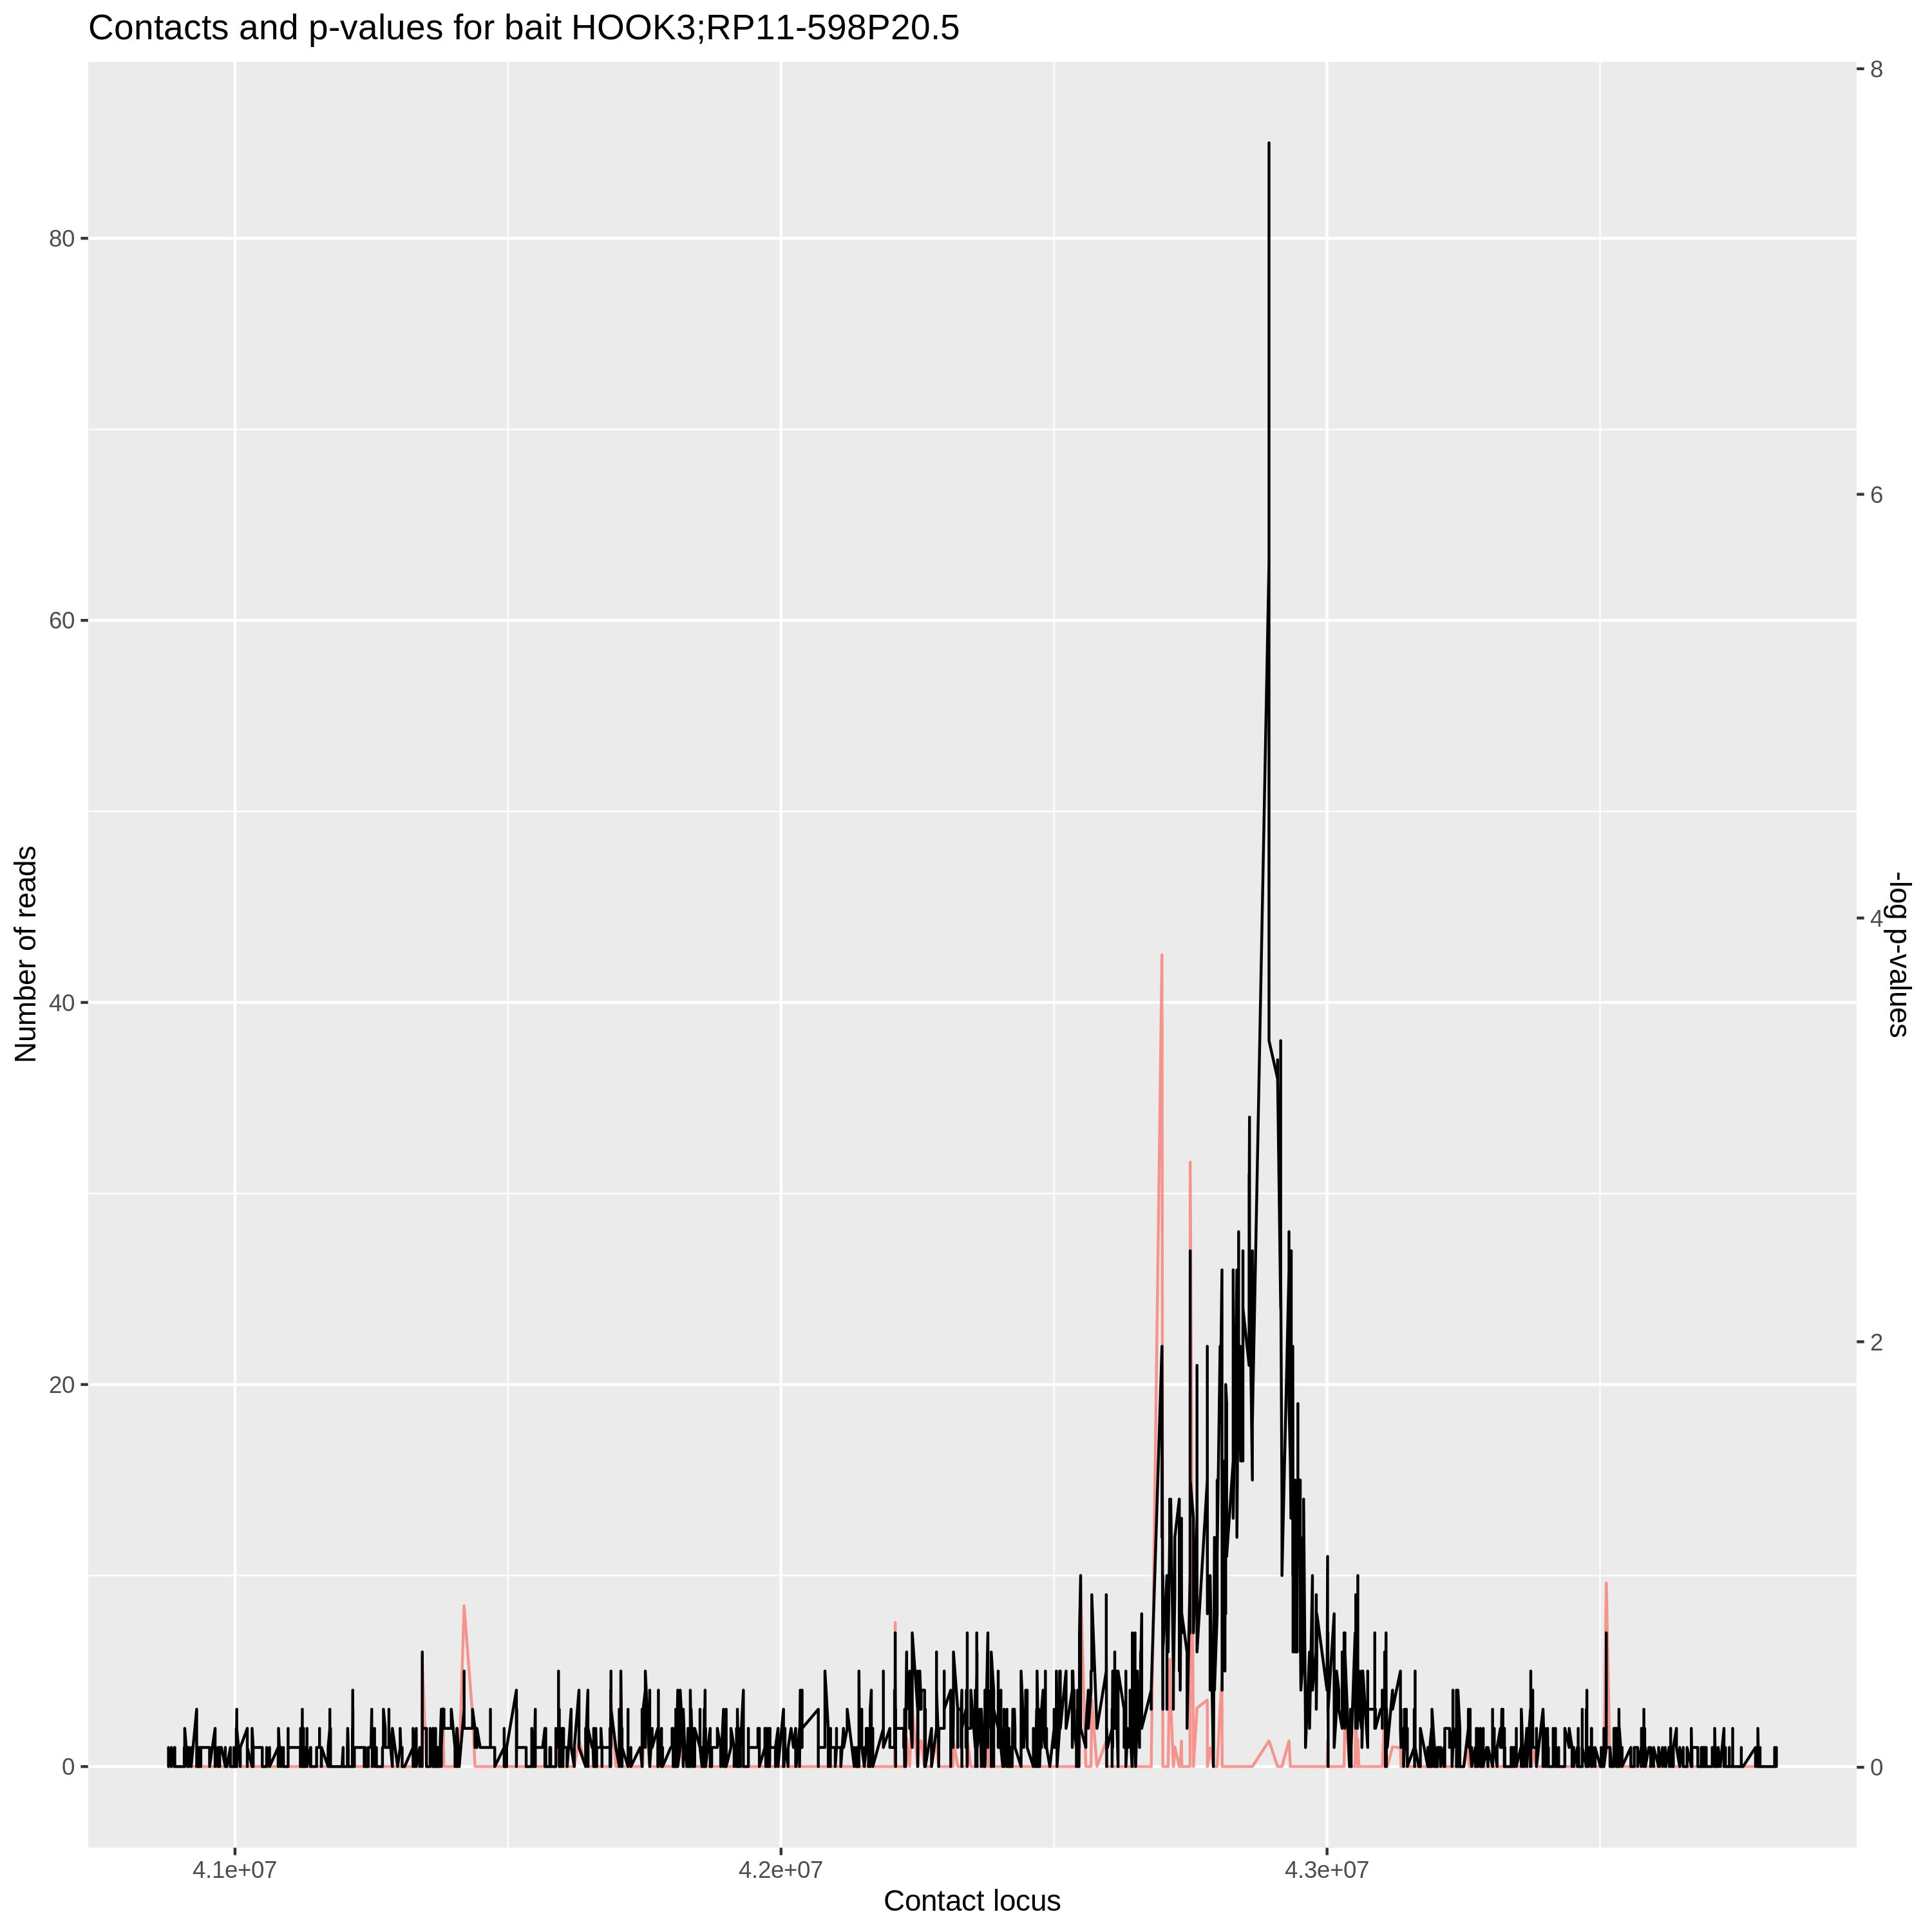 Contacts and p-values for bait HOOK3;RP11-598P20.5
Number of reads
80
60
40
20
0
8
6
4
2
0
-log p-values
4.1e+07
4.2e+07
4.3e+07
Contact locus